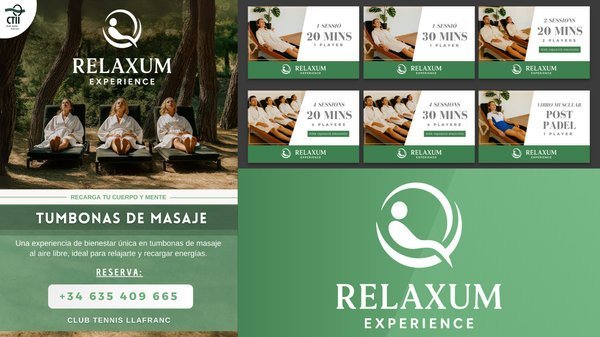 CTLL
RELAXUM
EXPERIENCE
RECARGA TU CUERPO Y MENTE
TUMBONAS DE MASAJE
Una experiencia de bienestar única en tumbonas de masaje
al aire libre, ideal para relajarte y recargar energías.
RESERVA:
+34 635 409 665
CLUB TENNIS LLAFRANC
1 SESSIÓ
20 MINS
1 PLAYER
RELAXUM
EXPERIENCE
1 SESSIÓ
30 MINS
1 PLAYER
RELAXUM
EXPERIENCE
2 SESSIONS
20 MINS
2 PLAYERS
RELAXUM
EXPERIENCE
4 SESSIONS
20 MINS
4 PLAYERS
RELAXUM
EXPERIENCE
4 SESSIONS
30 MINS
4 PLAYERS
RELAXUM
EXPERIENCE
VIBRO MUSCULAR
POST
PADEL
1 PLAYER
RELAXUM
EXPERIENCE
RELAXUM
EXPERIENCE